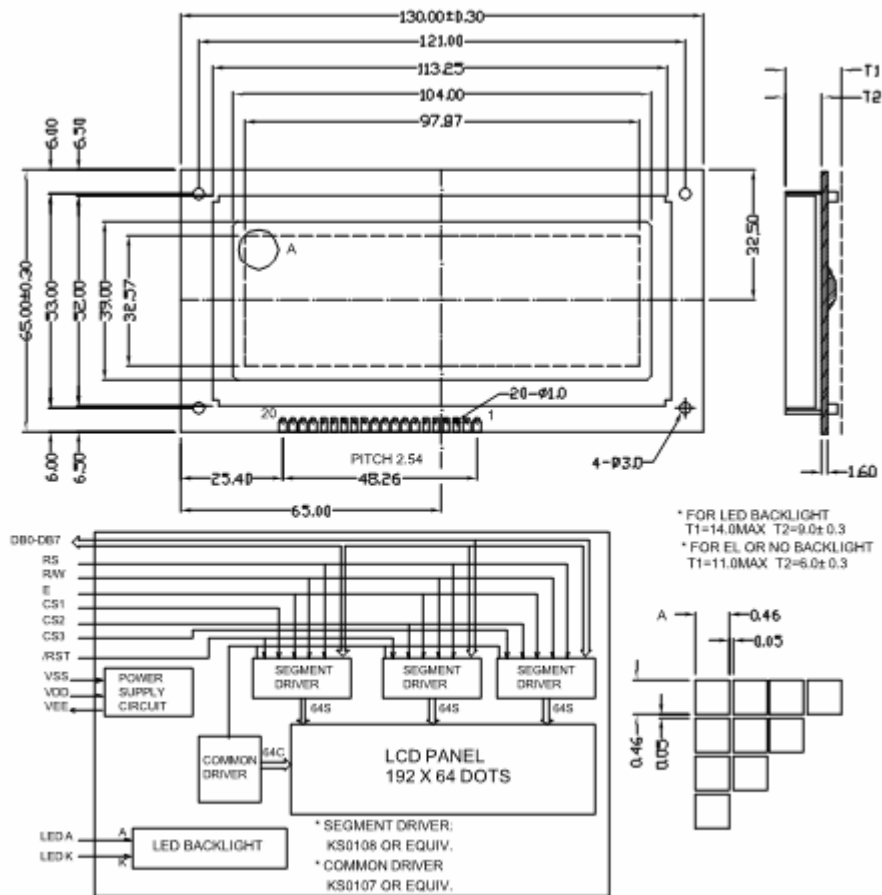 130.00±0.30
121.00
113.25
104.00
97.87
T1
T2
6.00
6.50
65.00±0.30
53.00
52.00
39.00
32.57
A
32.50
20
1
20-Ø1.0
PITCH 2.54
4-Ø3.0
6.00
6.50
25.40
48.26
65.00
1.60
* FOR LED BACKLIGHT
T1=14.0MAX T2=9.0±0.3
* FOR EL OR NO BACKLIGHT
T1=11.0MAX T2=6.0±0.3
DB0-DB7
RS
R/W
E
CS1
CS2
CS3
/RST
VSS
VDD
VEE
POWER
SUPPLY
CIRCUIT
SEGMENT
DRIVER
SEGMENT
DRIVER
SEGMENT
DRIVER
64S
64S
64S
COMMON
DRIVER
64C
LCD PANEL
192 X 64 DOTS
LED A
LED K
A
K
LED BACKLIGHT
* SEGMENT DRIVER:
KS0108 OR EQUIV.
* COMMON DRIVER
KS0107 OR EQUIV.
A
0.46
0.05
0.46
0.05